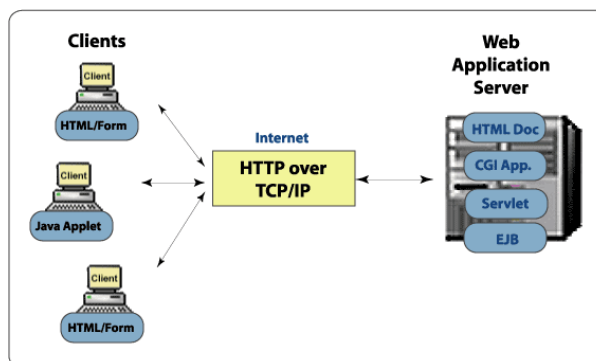 Clients
Client
HTML/Form
Client
Java Applet
Client
HTML/Form
Internet
HTTP over
TCP/IP
Web
Application
Server
HTML Doc
CGI App.
Servlet
EJB